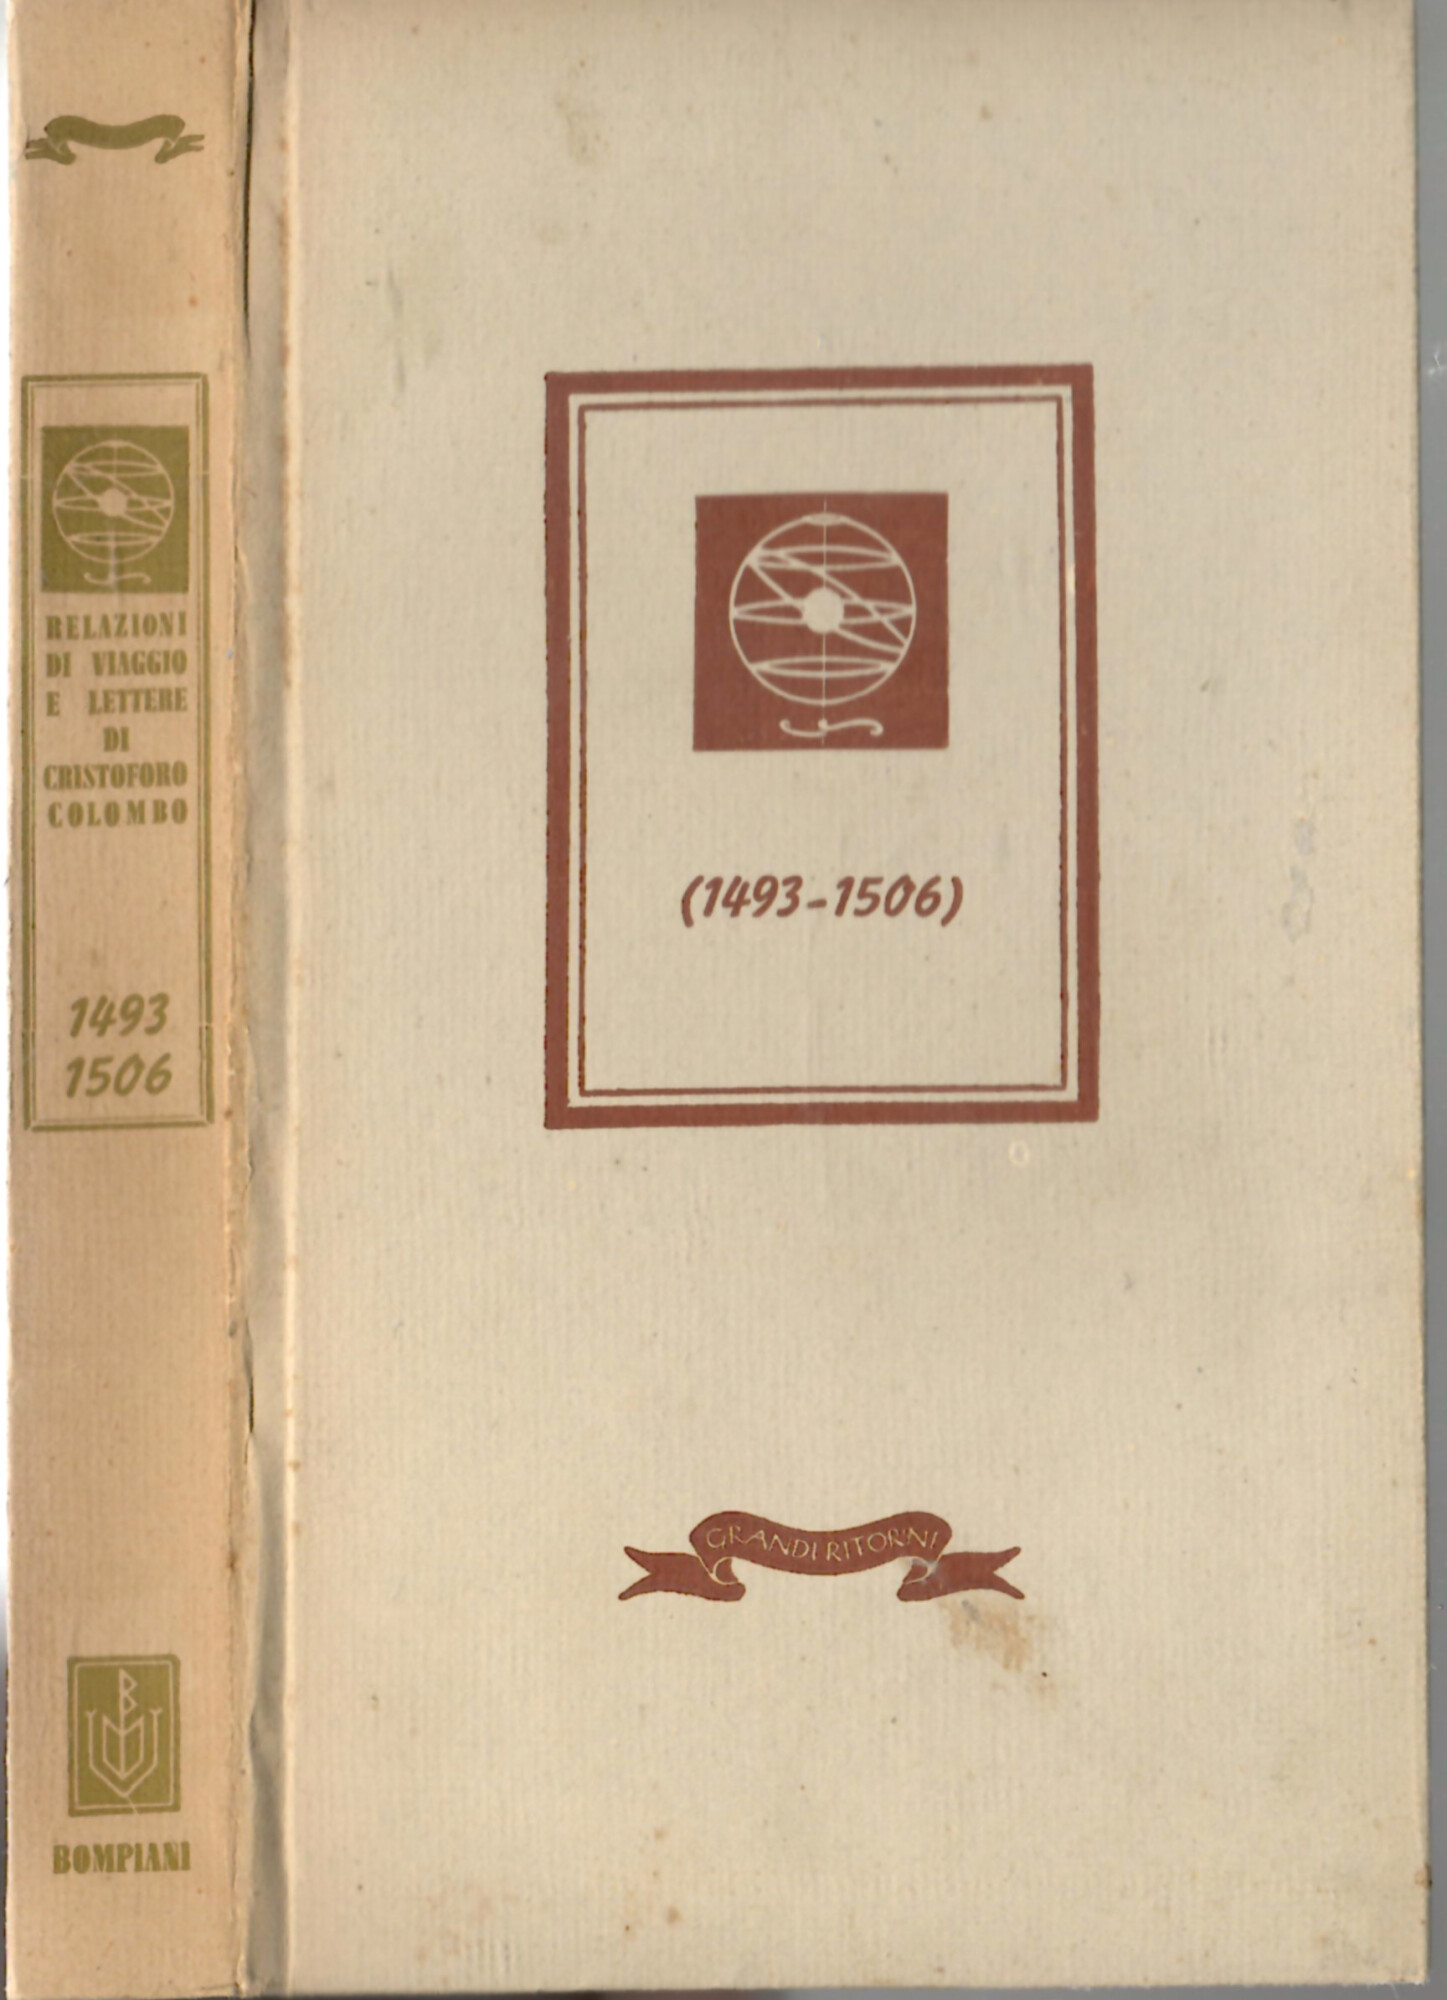 RELAZIONI
DI VIAGGIO
E LETTERE
DI
CRISTOFORO
COLOMBO
1493
1506
B
BOMPIANI
(1493-1506)
GRANDI RITORNI